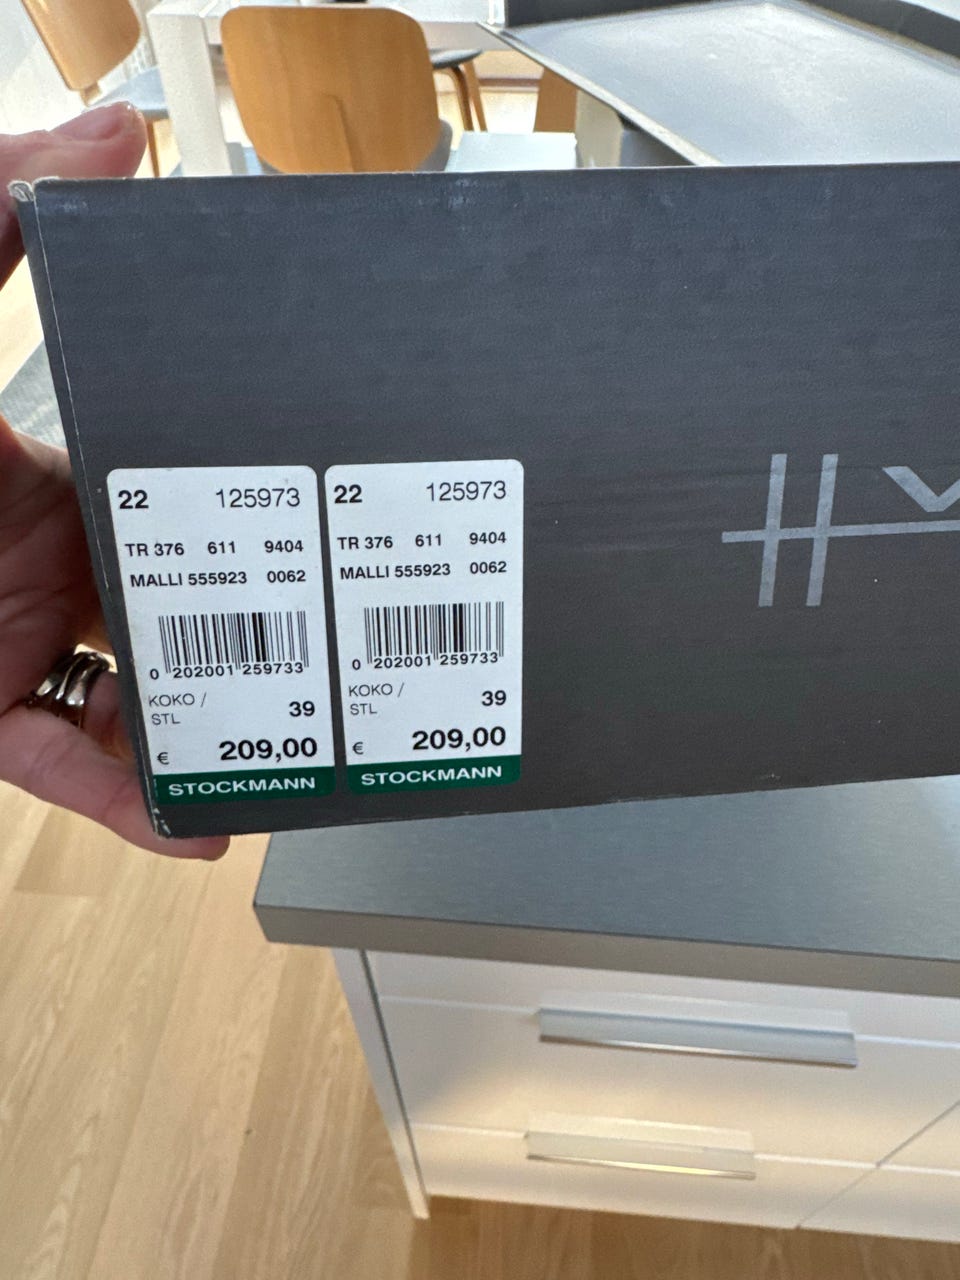 22 125973
TR 376 611 9404
MALLI 555923 0062
0 202001 259733
KOKO /
STL
39
€ 209,00
STOCKMANN
22 125973
TR 376 611 9404
MALLI 555923 0062
0 202001 259733
KOKO /
STL
39
€ 209,00
STOCKMANN